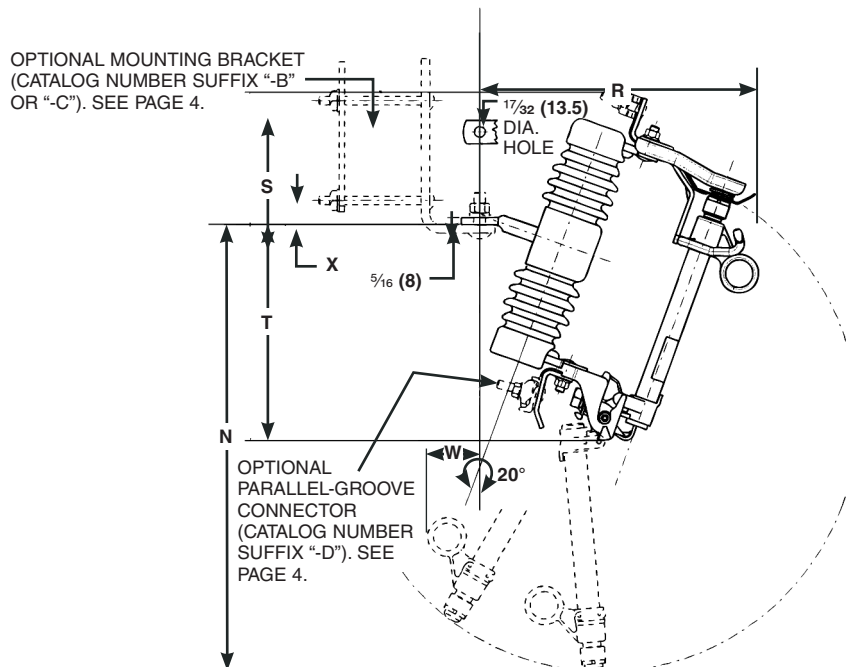 OPTIONAL MOUNTING BRACKET
(CATALOG NUMBER SUFFIX “-B”
OR “-C”). SEE PAGE 4.
R
17⁄32 (13.5)
DIA.
HOLE
S
X
5⁄16 (8)
T
N
W
20°
OPTIONAL
PARALLEL-GROOVE
CONNECTOR
(CATALOG NUMBER
SUFFIX “-D”). SEE
PAGE 4.